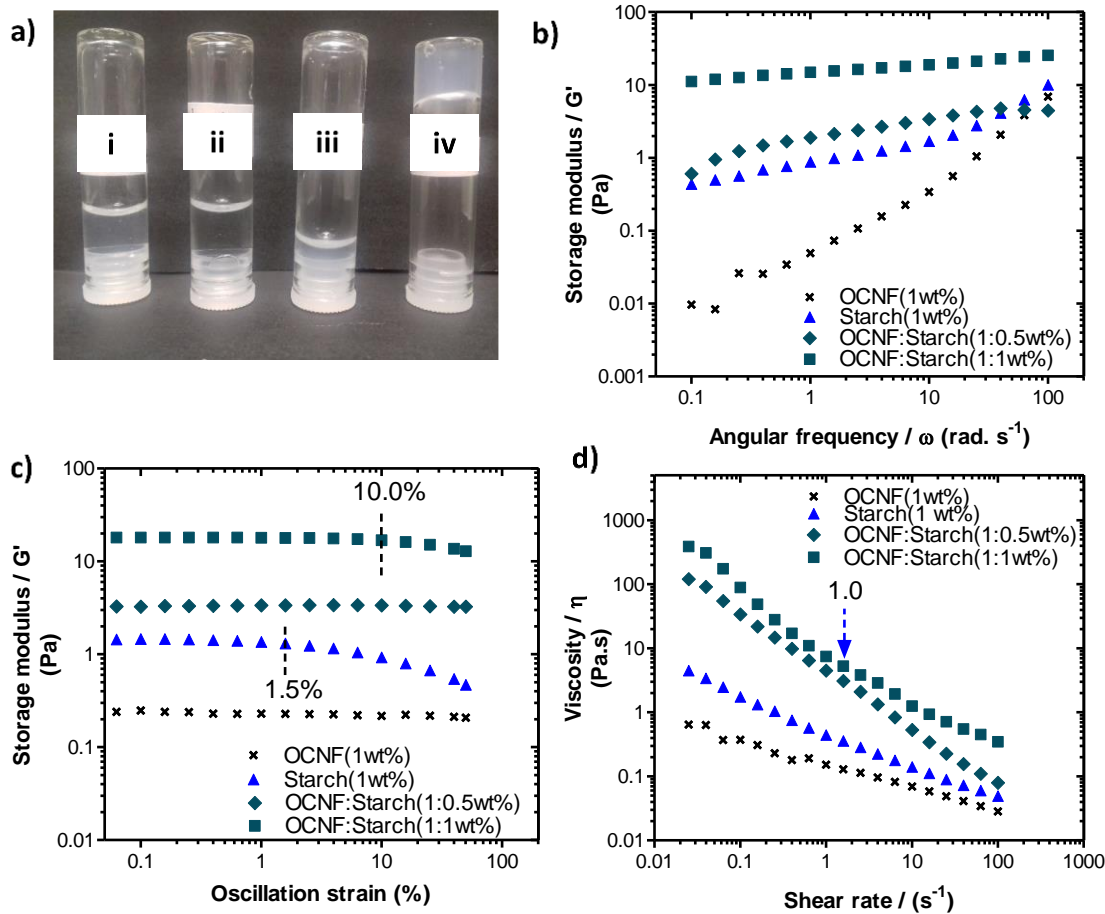 a)
i
ii
iii
iv
b)
100
10
1
0.1
0.01
0.001
Storage modulus / G'
(Pa)
OCNF(1wt%)
Starch(1wt%)
OCNF:Starch(1:0.5wt%)
OCNF:Starch(1:1wt%)
0.1
1
10
100
Angular frequency / ω (rad. s⁻¹)
c)
100
10
1
0.1
0.01
Storage modulus / G'
(Pa)
10.0%
1.5%
OCNF(1wt%)
Starch(1wt%)
OCNF:Starch(1:0.5wt%)
OCNF:Starch(1:1wt%)
0.1
1
10
100
Oscillation strain (%)
d)
1000
100
10
1
0.1
0.01
Viscosity / η
(Pa.s)
OCNF(1wt%)
Starch(1 wt%)
OCNF:Starch(1:0.5wt%)
OCNF:Starch(1:1wt%)
1.0
0.01
0.1
1
10
100
1000
Shear rate / (s⁻¹)